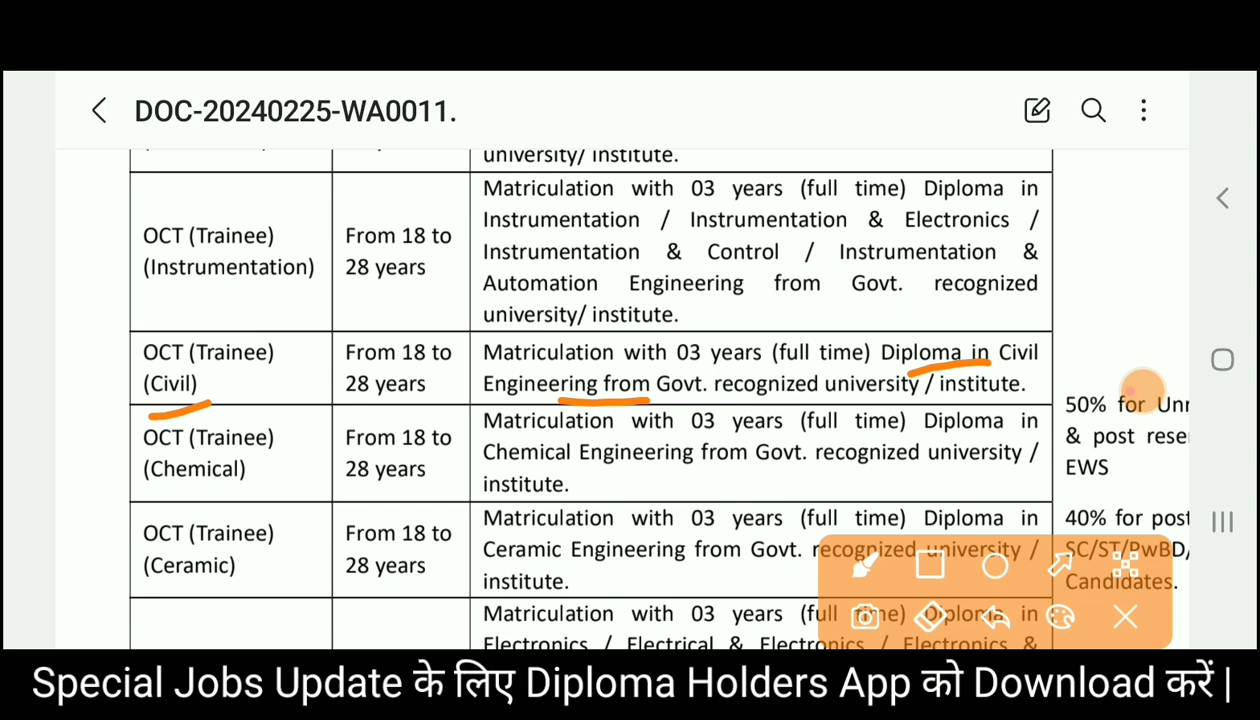 DOC-20240225-WA0011.
university/ institute.
OCT (Trainee)
(Instrumentation)
From 18 to
28 years
Matriculation with 03 years (full time) Diploma in
Instrumentation / Instrumentation & Electronics /
Instrumentation & Control / Instrumentation &
Automation Engineering from Govt. recognized
university/ institute.
OCT (Trainee)
(Civil)
From 18 to
28 years
Matriculation with 03 years (full time) Diploma in Civil
Engineering from Govt. recognized university / institute.
OCT (Trainee)
(Chemical)
From 18 to
28 years
Matriculation with 03 years (full time) Diploma in
Chemical Engineering from Govt. recognized university /
institute.
OCT (Trainee)
(Ceramic)
From 18 to
28 years
Matriculation with 03 years (full time) Diploma in
Ceramic Engineering from Govt. recognized university /
institute.
Matriculation with 03 years (full time) Diploma in
Electronics / Electrical & Electronics / Electronics &
50% for
& post
EWS
40% for post
SC/ST/PwBD/
Candidates.
Special Jobs Update के लिए Diploma Holders App को Download करें |